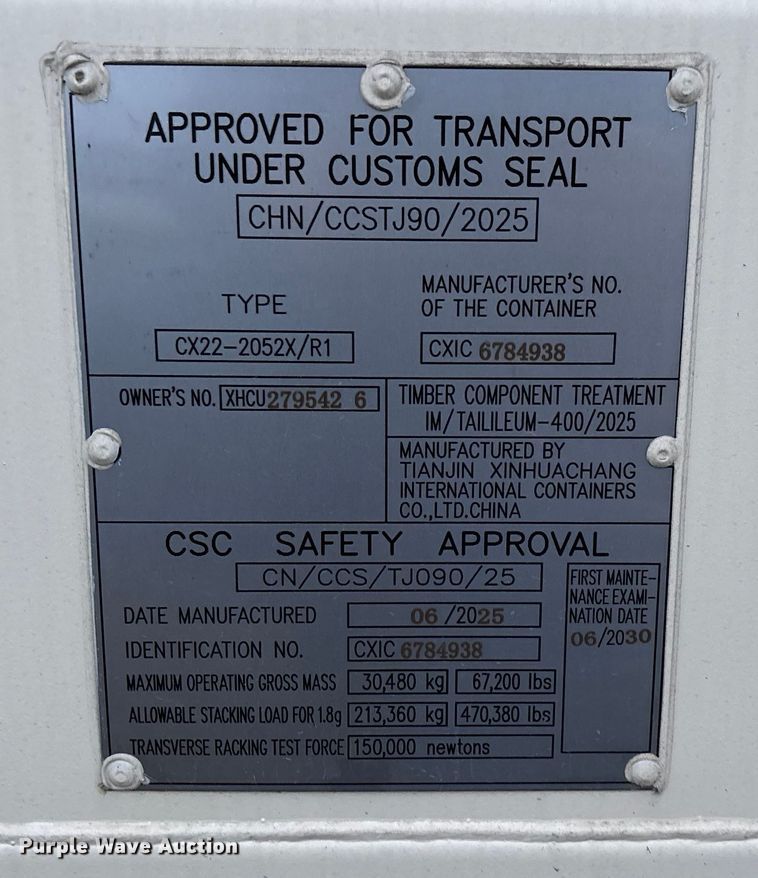 APPROVED FOR TRANSPORT
UNDER CUSTOMS SEAL
CHN/CCSTJ90/2025
TYPE
CX22-2052X/R1
MANUFACTURER'S NO.
OF THE CONTAINER
CXIC 6784938
OWNER'S NO. XHCU279542 6
TIMBER COMPONENT TREATMENT
IM/TAILILEUM-400/2025
MANUFACTURED BY
TIANJIN XINHUACHANG
INTERNATIONAL CONTAINERS
CO.,LTD.CHINA
CSC SAFETY APPROVAL
CN/CCS/TJ090/25
DATE MANUFACTURED 06/2025
IDENTIFICATION NO. CXIC 6784938
MAXIMUM OPERATING GROSS MASS 30,480 kg 67,200 lbs
ALLOWABLE STACKING LOAD FOR 1.8g 213,360 kg 470,380 lbs
TRANSVERSE RACKING TEST FORCE 150,000 newtons
FIRST MAINTE-
NANCE EXAMI-
NATION DATE
06/2030
Purple Wave Auction